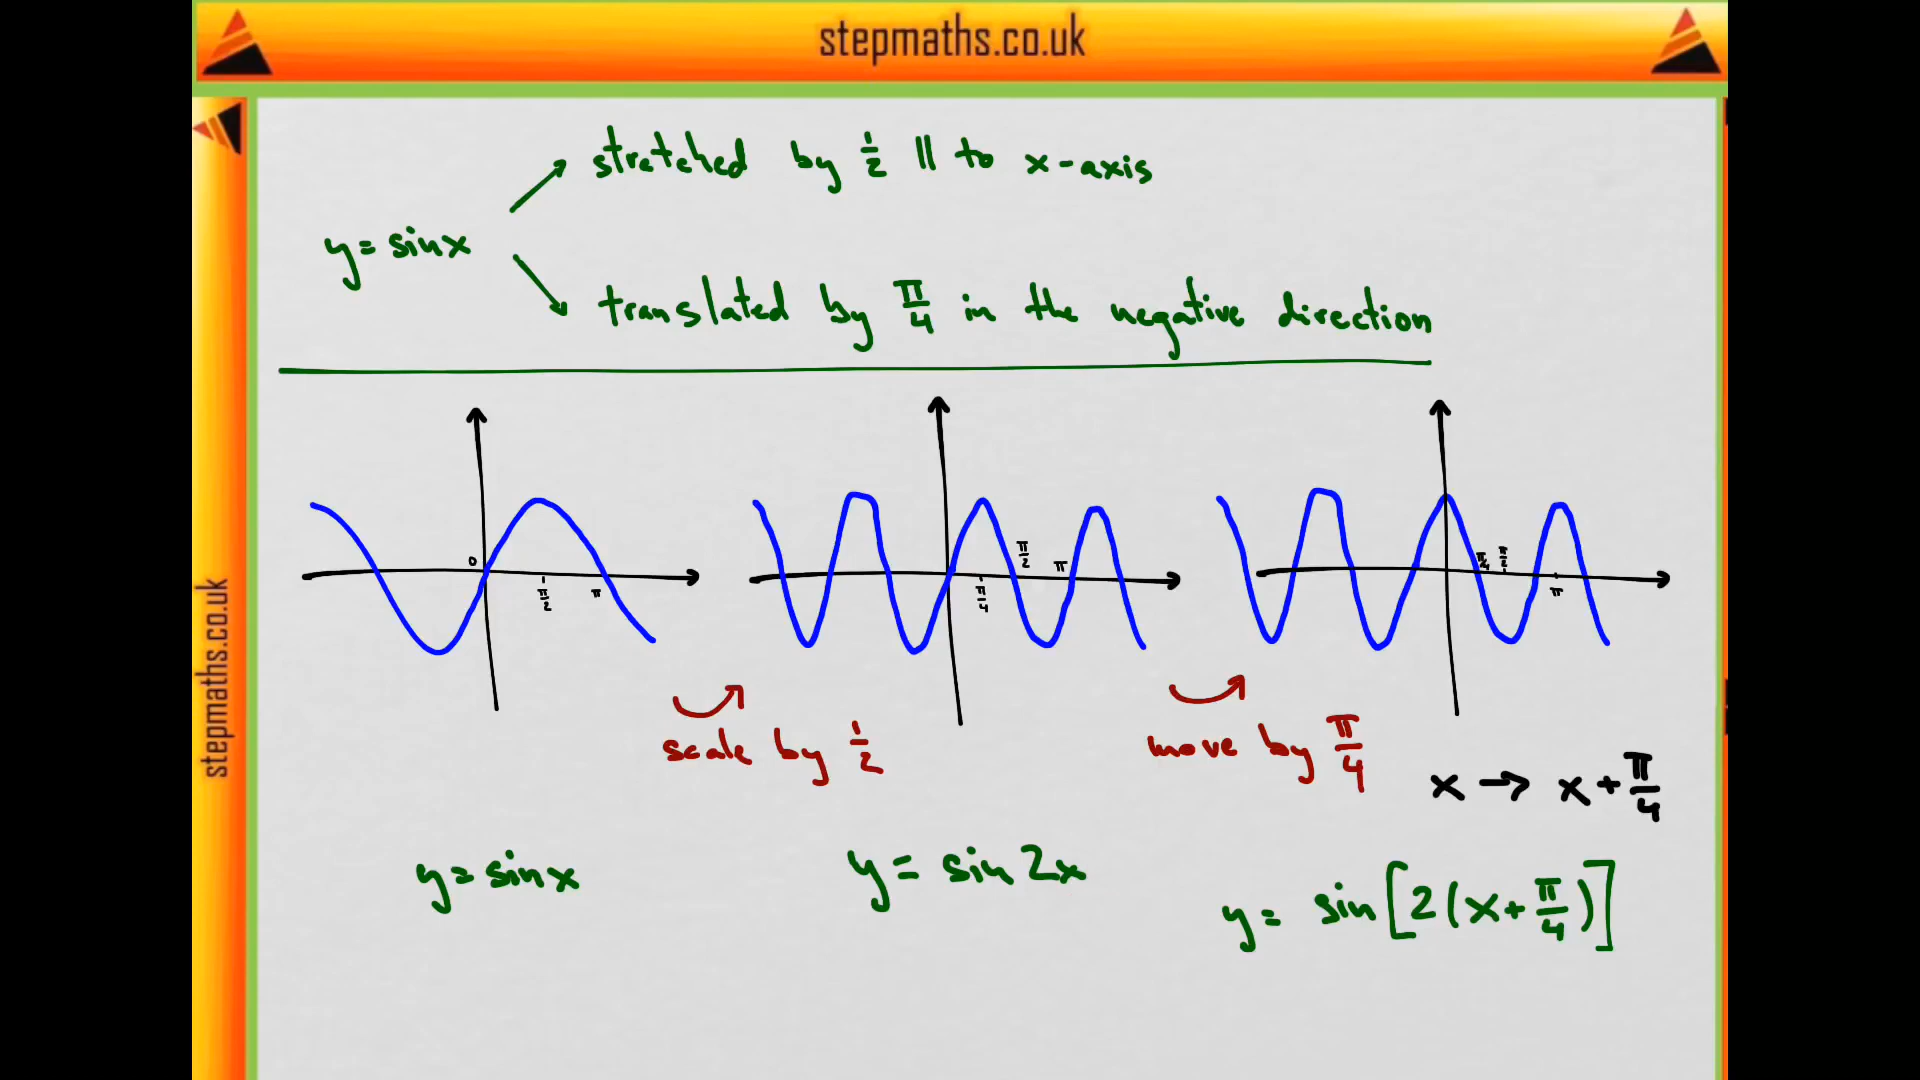 stepmaths.co.uk
stepmaths.co.uk
stretched by 1/2 || to x-axis
y = sinx
translated by π/4 in the negative direction
0
π/2
π
π/2
π
π/4
π/4
π/2
π
scale by 1/2
move by π/4
x → x + π/4
y = sinx
y = sin 2x
y = sin[2(x + π/4)]